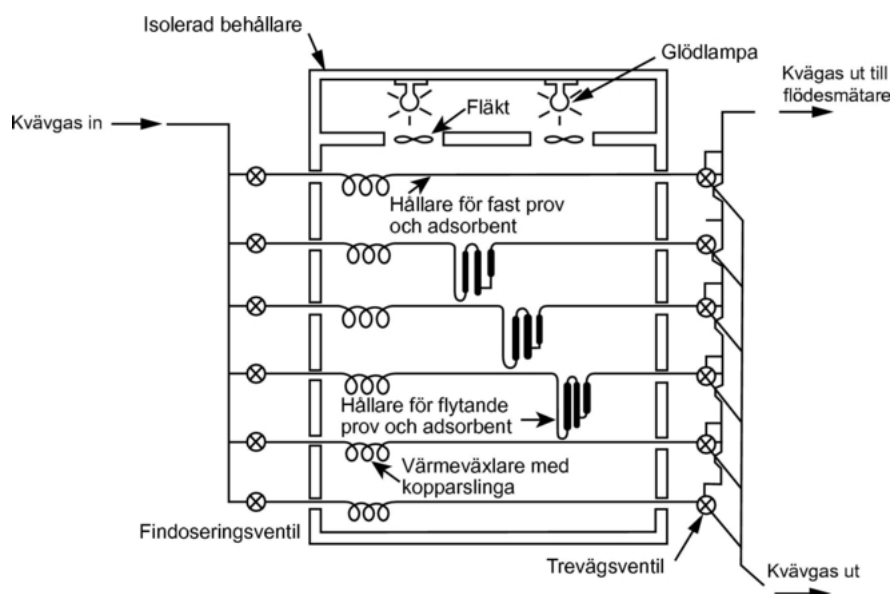 Isolerad behållare
Glödlampa
Kvägas ut till
flödesmätare
Fläkt
Kvävgas in
Hållare för fast prov
och adsorbent
Hållare för flytande
prov och adsorbent
Värmeväxlare med
kopparslinga
Findoseringsventil
Trevägsventil
Kvävgas ut